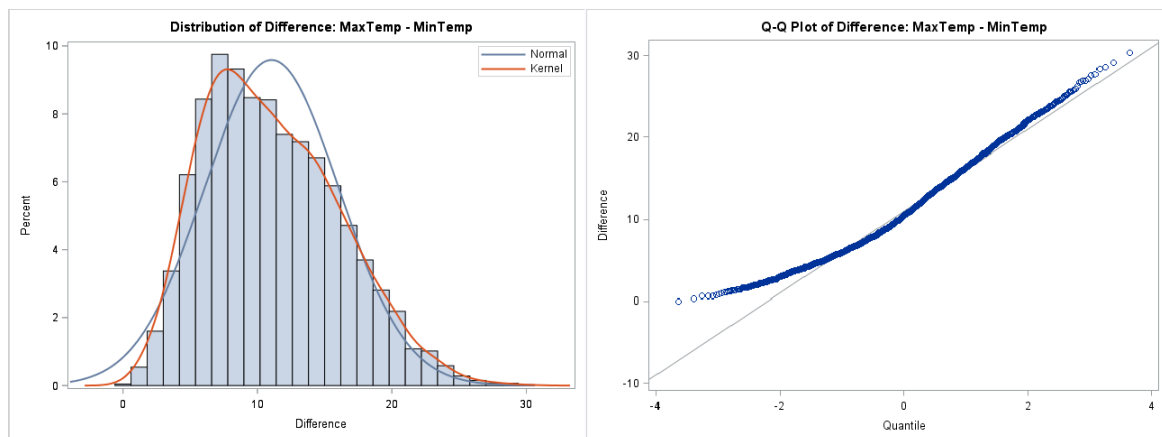 Distribution of Difference: MaxTemp - MinTemp
10
8
6
4
2
0
Percent
Normal
Kernel
0
10
20
30
Difference
Q-Q Plot of Difference: MaxTemp - MinTemp
30
20
10
0
-10
Difference
-4
-2
0
2
4
Quantile